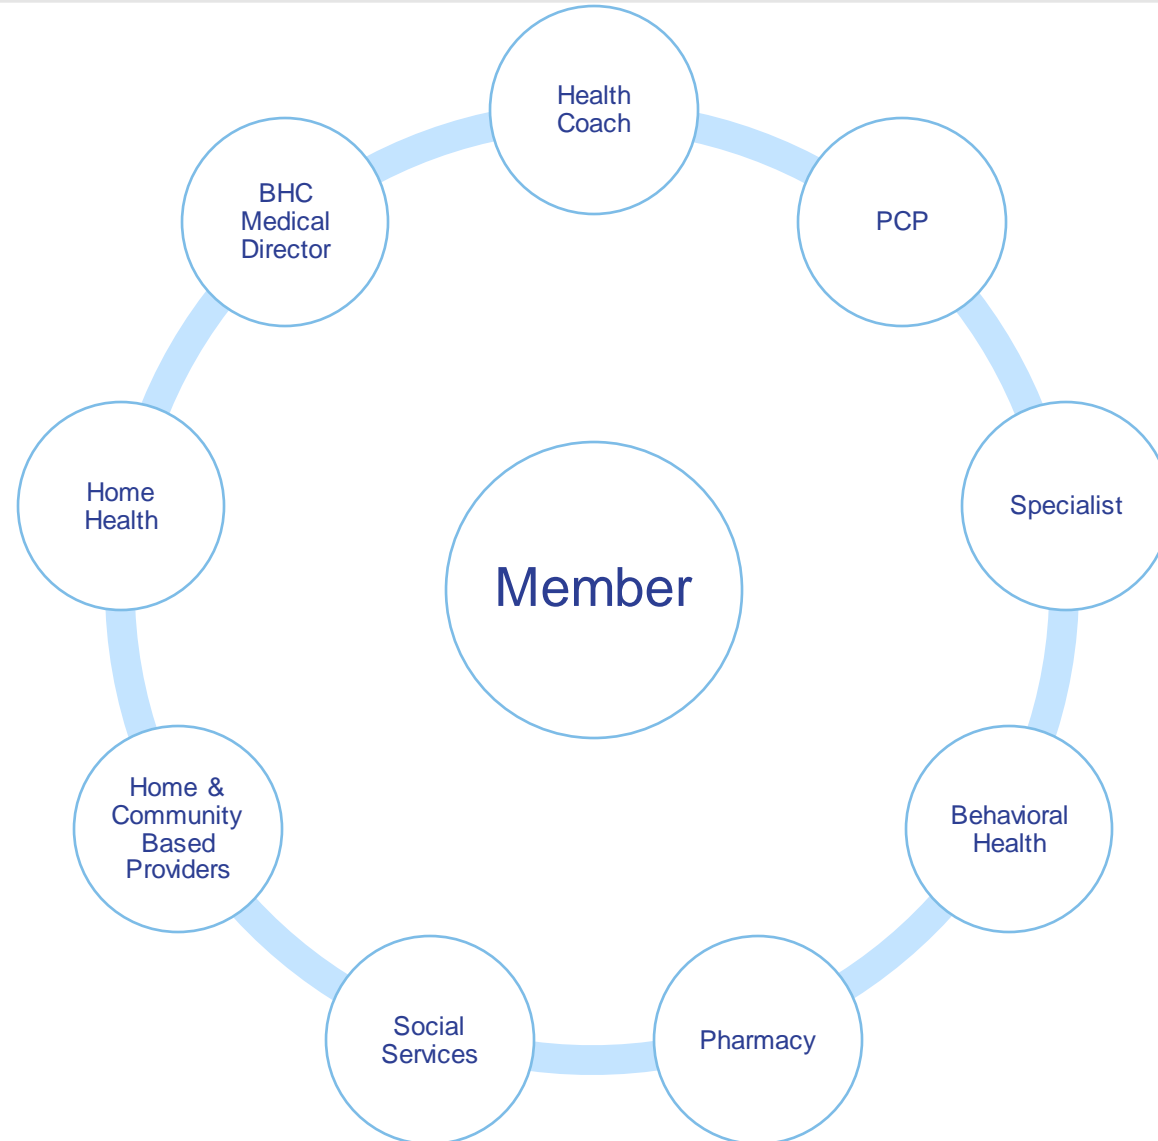 Health
Coach
PCP
Specialist
Behavioral
Health
Pharmacy
Social
Services
Home &
Community
Based
Providers
Home
Health
BHC
Medical
Director
Member